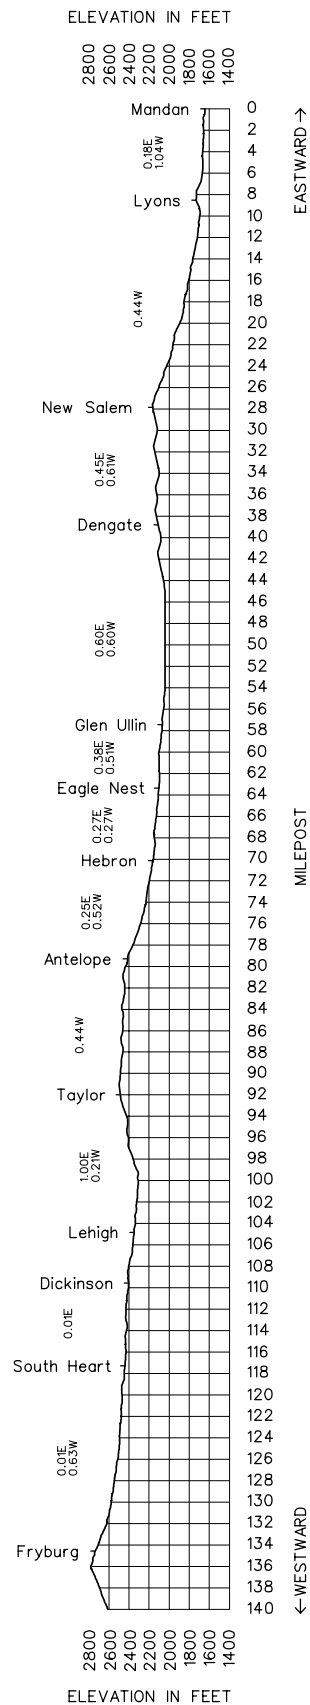 ELEVATION IN FEET
2800 2600 2400 2200 2000 1800 1600 1400
Mandan 0
2
0.18E
1.04W
4
6
8
Lyons
10
12
14
16
18
0.44W
20
22
24
26
New Salem 28
30
32
0.45E
0.61W
34
36
38
Dengate
40
42
44
46
48
0.60E
0.60W
50
52
54
56
Glen Ullin 58
0.38E
0.51W
60
62
Eagle Nest 64
66
0.27E
0.27W
68
Hebron 70
72
74
0.25E
0.52W
76
78
Antelope 80
82
84
0.44W
86
88
90
Taylor 92
94
96
98
1.00E
0.21W
100
102
104
Lehigh
106
108
Dickinson 110
112
0.01E
114
116
South Heart 118
120
122
124
0.01E
0.63W
126
128
130
132
Fryburg 134
136
138
140
EASTWARD →
MILEPOST
← WESTWARD
2800 2600 2400 2200 2000 1800 1600 1400
ELEVATION IN FEET